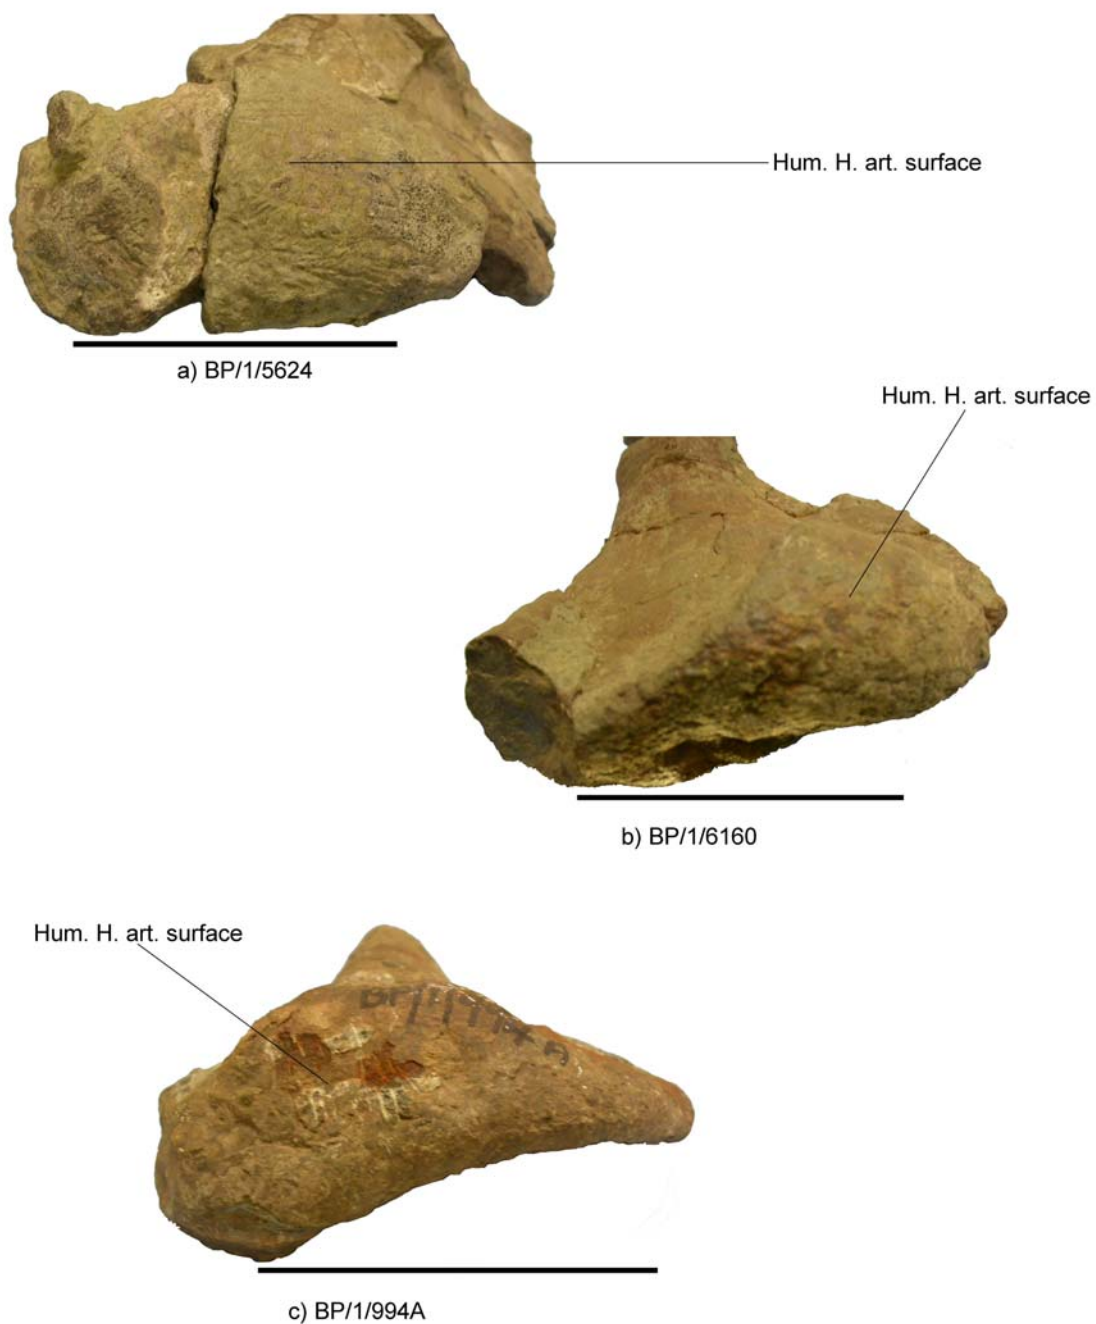 Hum. H. art. surface
a) BP/1/5624
Hum. H. art. surface
b) BP/1/6160
Hum. H. art. surface
c) BP/1/994A